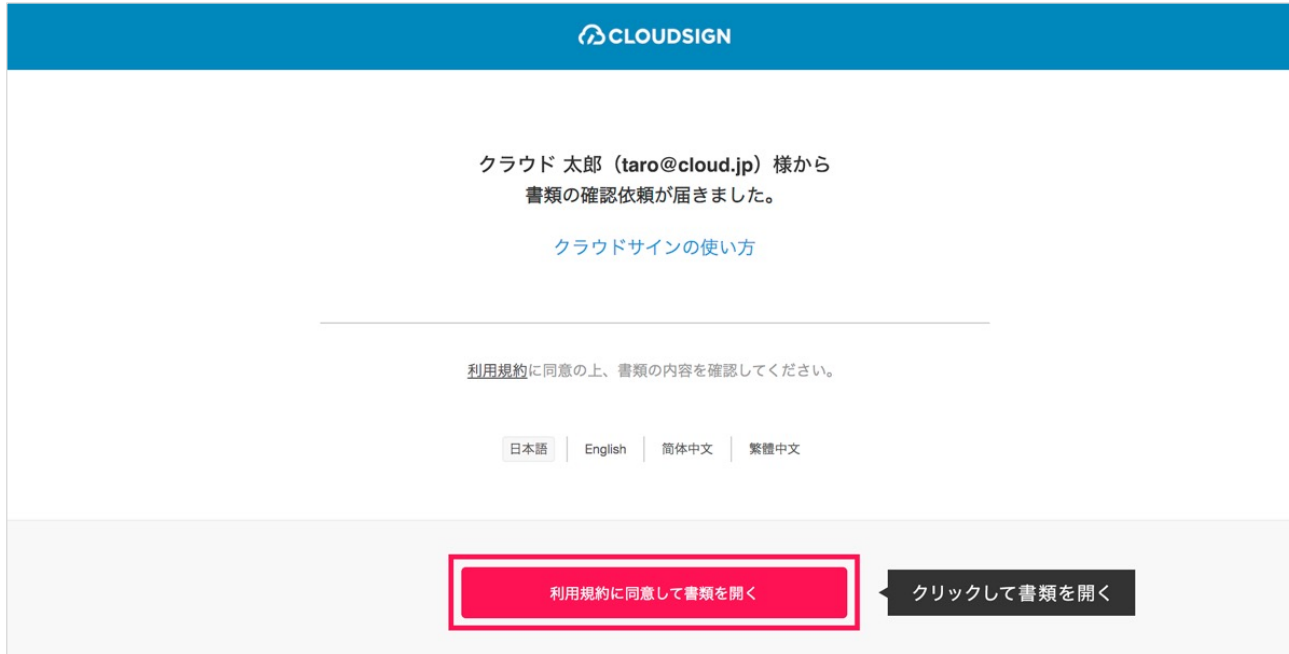 CLOUDSIGN
クラウド 太郎（taro@cloud.jp）様から
書類の確認依頼が届きました。
クラウドサインの使い方
利用規約に同意の上、書類の内容を確認してください。
日本語 English 简体中文 繁體中文
利用規約に同意して書類を開く
クリックして書類を開く